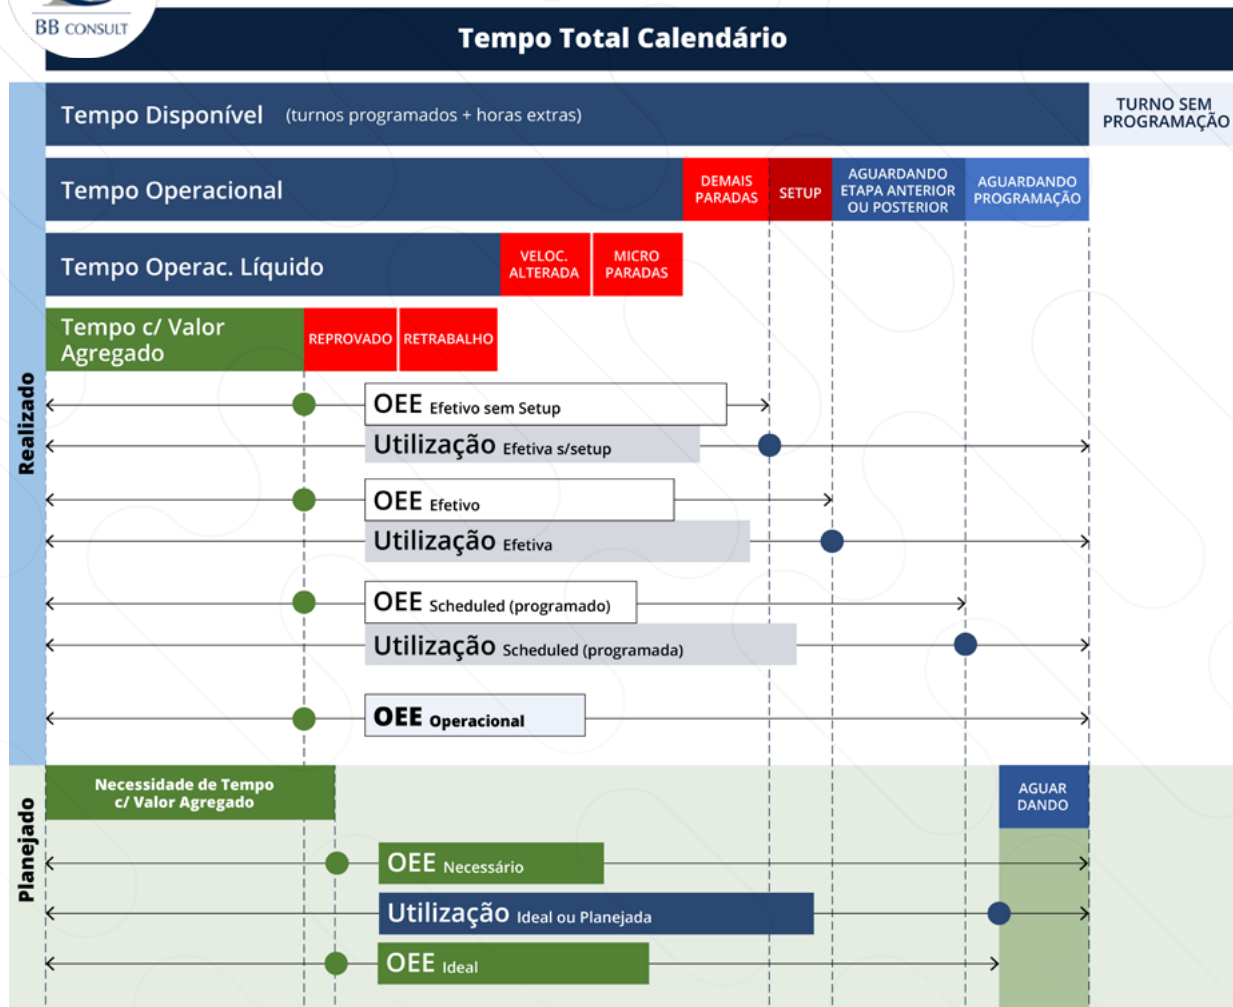 BB CONSULT
Tempo Total Calendário
Tempo Disponível (turnos programados + horas extras)
TURNO SEM
PROGRAMAÇÃO
Tempo Operacional
DEMAIS
PARADAS
SETUP
AGUARDANDO
ETAPA ANTERIOR
OU POSTERIOR
AGUARDANDO
PROGRAMAÇÃO
Tempo Operac. Líquido
VELOC.
ALTERADA
MICRO
PARADAS
Tempo c/ Valor
Agregado
REPROVADO
RETRABALHO
Realizado
OEE Efetivo sem Setup
Utilização Efetiva s/setup
OEE Efetivo
Utilização Efetiva
OEE Scheduled (programado)
Utilização Scheduled (programada)
OEE Operacional
Planejado
Necessidade de Tempo
c/ Valor Agregado
AGUAR
DANDO
OEE Necessário
Utilização Ideal ou Planejada
OEE Ideal